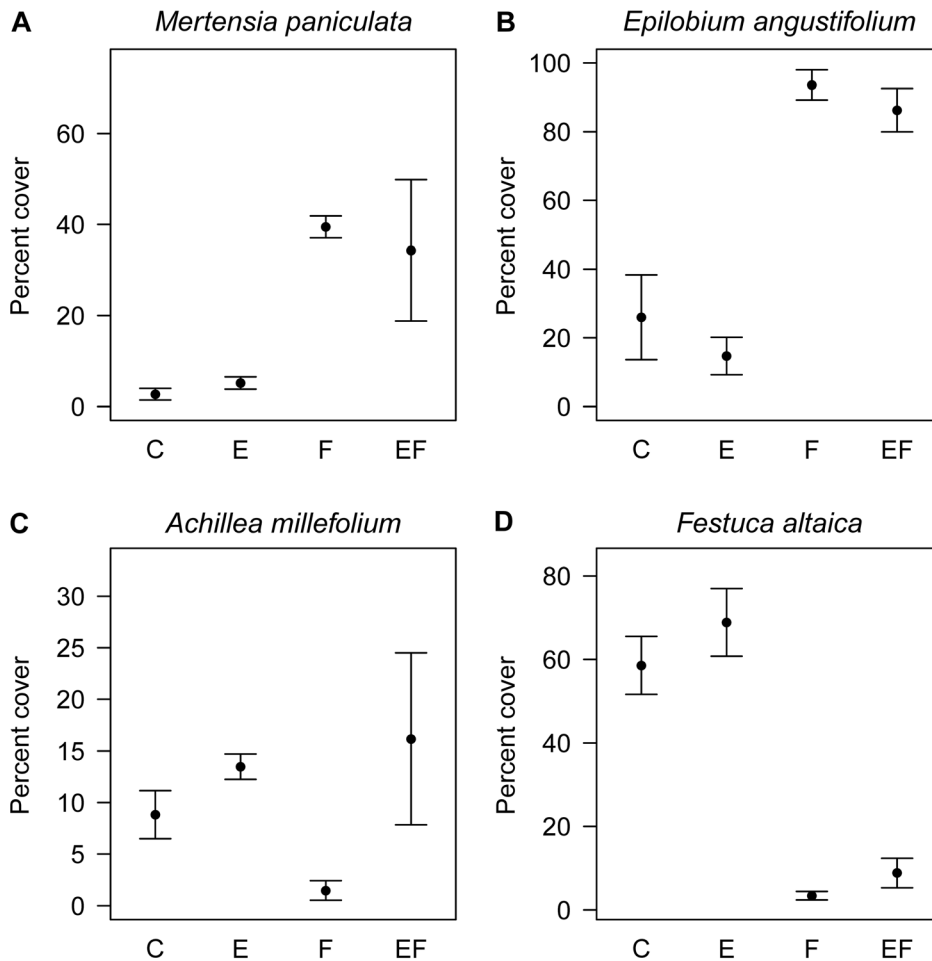 A Mertensia paniculata
Percent cover
60
40
20
0
C E F EF
B Epilobium angustifolium
Percent cover
100
80
60
40
20
0
C E F EF
C Achillea millefolium
Percent cover
30
25
20
15
10
5
0
C E F EF
D Festuca altaica
Percent cover
80
60
40
20
0
C E F EF